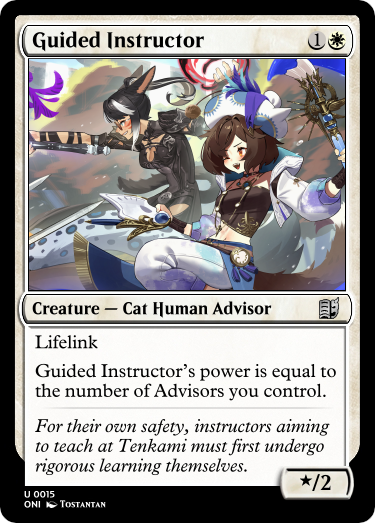 Guided Instructor 1
Creature — Cat Human Advisor
Lifelink
Guided Instructor's power is equal to
the number of Advisors you control.
For their own safety, instructors aiming
to teach at Tenkami must first undergo
rigorous learning themselves.
★/2
U 0015
ONI Tostantan